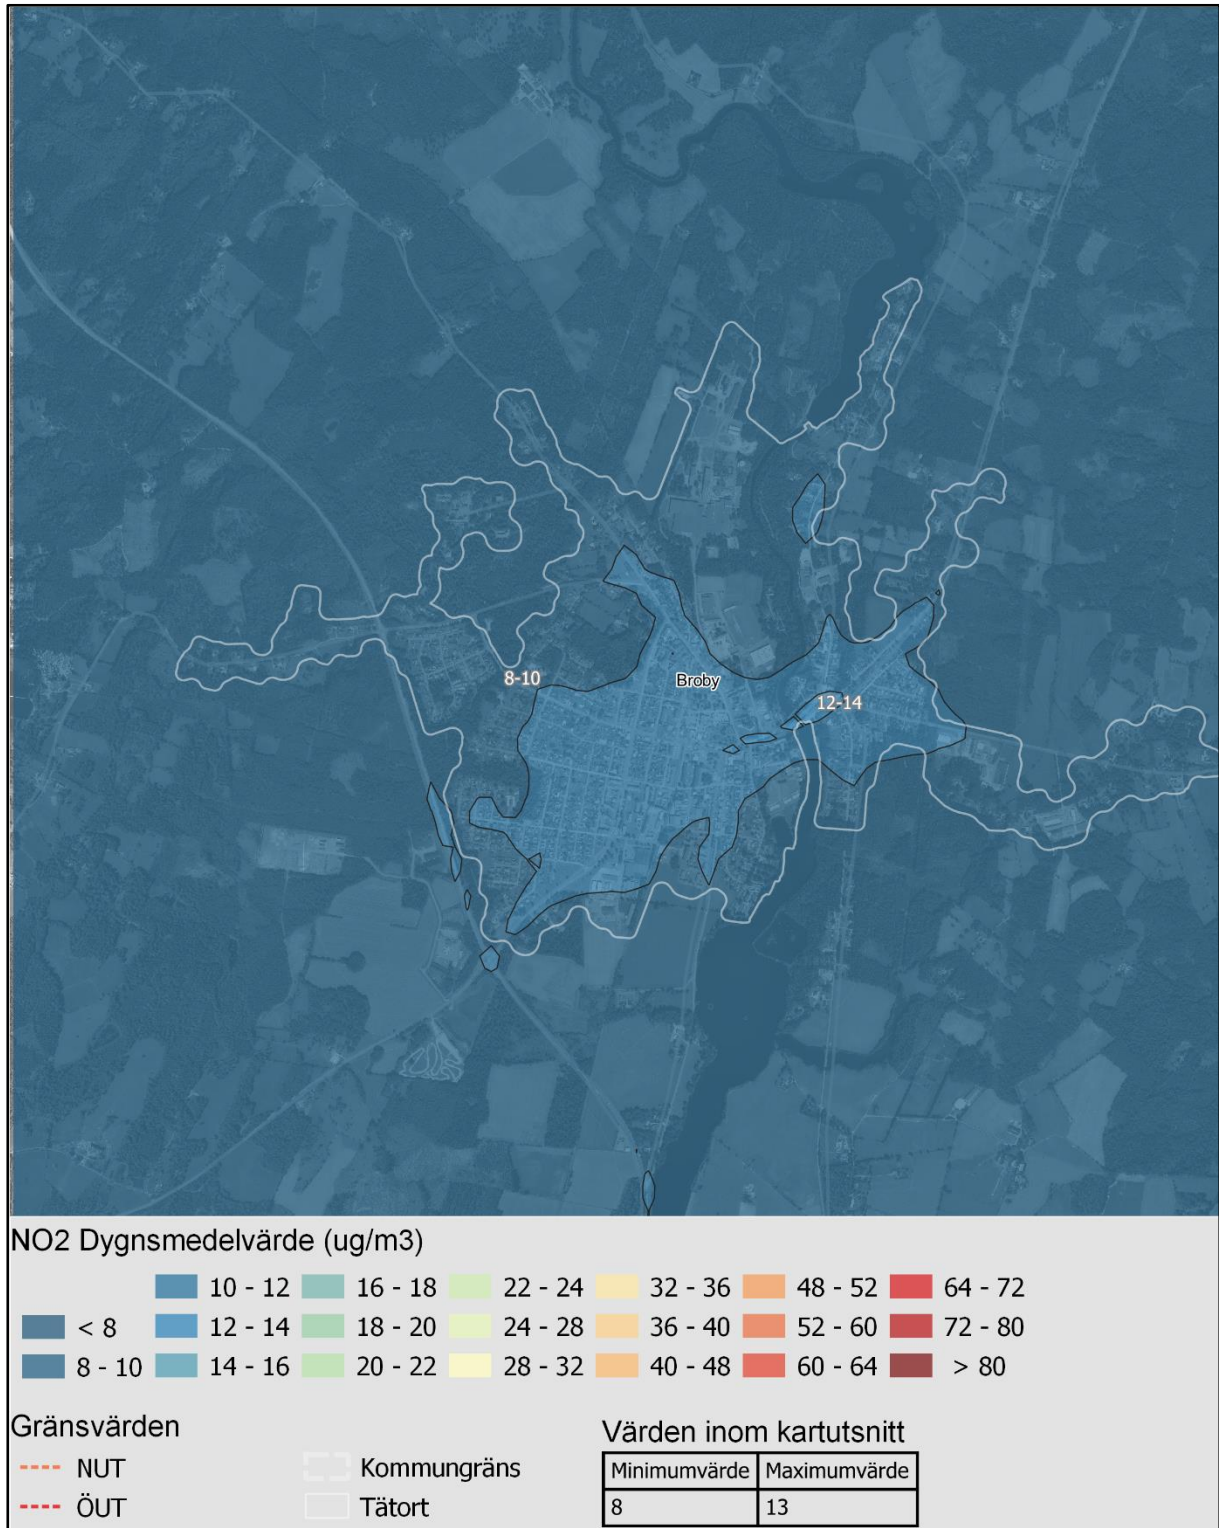 8-10
Broby
12-14
NO2 Dygnsmedelvärde (ug/m3)
10 - 12 16 - 18 22 - 24 32 - 36 48 - 52 64 - 72
< 8 12 - 14 18 - 20 24 - 28 36 - 40 52 - 60 72 - 80
8 - 10 14 - 16 20 - 22 28 - 32 40 - 48 60 - 64 > 80
Gränsvärden
NUT
ÖUT
Kommungräns
Tätort
Värden inom kartutsnitt
Minimumvärde Maximumvärde
8 13